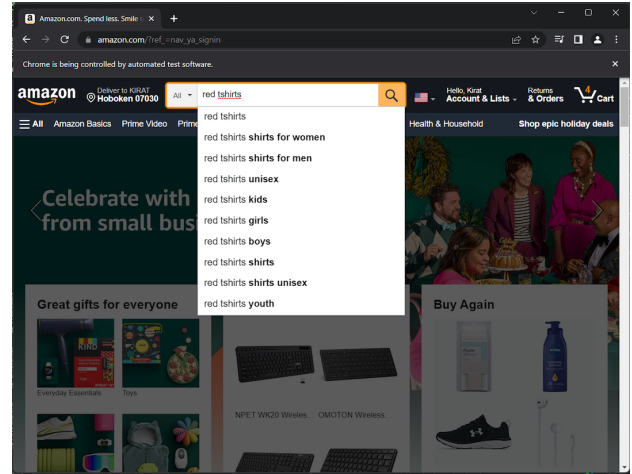 Amazon.com. Spend less. Smile
amazon.com/?ref_=nav_ya_signin
Chrome is being controlled by automated test software.
amazon
Deliver to KIRAT
Hoboken 07030
All
red tshirts
Hello, Kirat
Account & Lists
Returns
& Orders
4
Cart
All
Amazon Basics
Prime Video
Health & Household
Shop epic holiday deals
red tshirts
red tshirts shirts for women
red tshirts shirts for men
red tshirts unisex
red tshirts kids
red tshirts girls
red tshirts boys
red tshirts shirts
red tshirts shirts unisex
red tshirts youth
Celebrate with
from small bus
Great gifts for everyone
Buy Again
KIND
Everyday Essentials
Toys
NPET WK20 Wireles...
OMOTON Wireless...